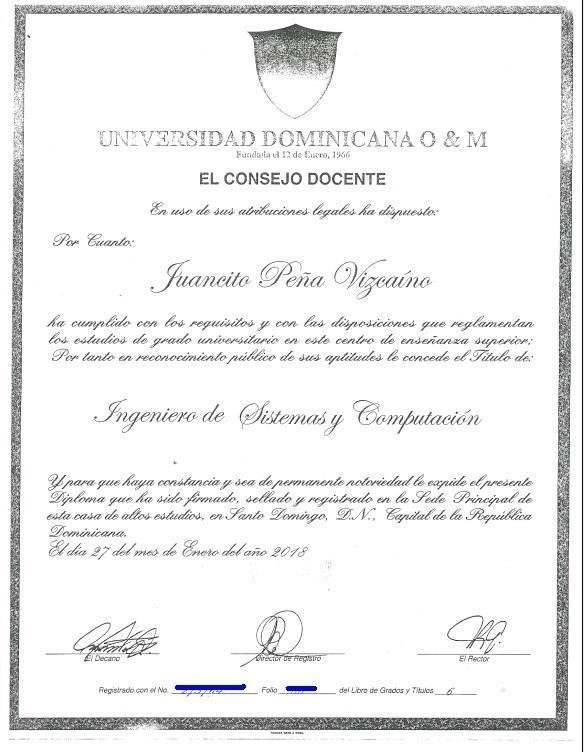 UNIVERSIDAD DOMINICANA O & M
Fundada el 12 de Enero, 1966
EL CONSEJO DOCENTE
En uso de sus atribuciones legales ha dispuesto:
Por Cuanto:
Juancito Peña Vizcaíno
ha cumplido con los requisitos y con las disposiciones que reglamentan
los estudios de grado universitario en este centro de enseñanza superior;
Por tanto en reconocimiento público de sus aptitudes le concede el Título de:
Ingeniero de Sistemas y Computación
Y para que haya constancia y sea de permanente notoriedad le expide el presente
Diploma que ha sido firmado, sellado y registrado en la Sede Principal de
esta casa de altos estudios, en Santo Domingo, D.N., Capital de la República
Dominicana.
El día 27 del mes de Enero del año 2018
El Decano Director de Registro El Rector
Registrado con el No. Folio del Libro de Grados y Títulos 6